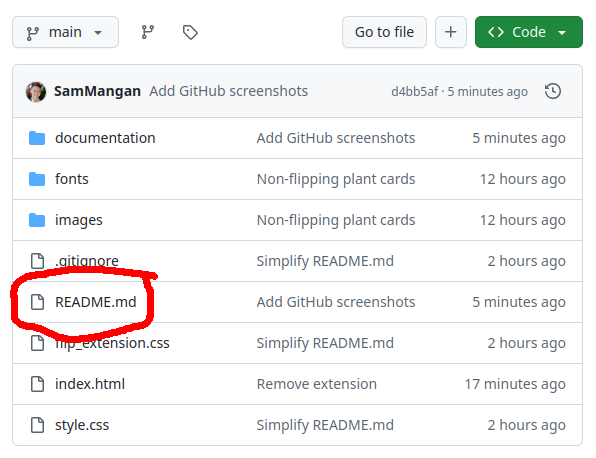 main Go to file Code
SamMangan Add GitHub screenshots d4bb5af · 5 minutes ago
documentation Add GitHub screenshots 5 minutes ago
fonts Non-flipping plant cards 12 hours ago
images Non-flipping plant cards 12 hours ago
.gitignore Simplify README.md 2 hours ago
README.md Add GitHub screenshots 5 minutes ago
flip_extension.css Simplify README.md 2 hours ago
index.html Remove extension 17 minutes ago
style.css Simplify README.md 2 hours ago